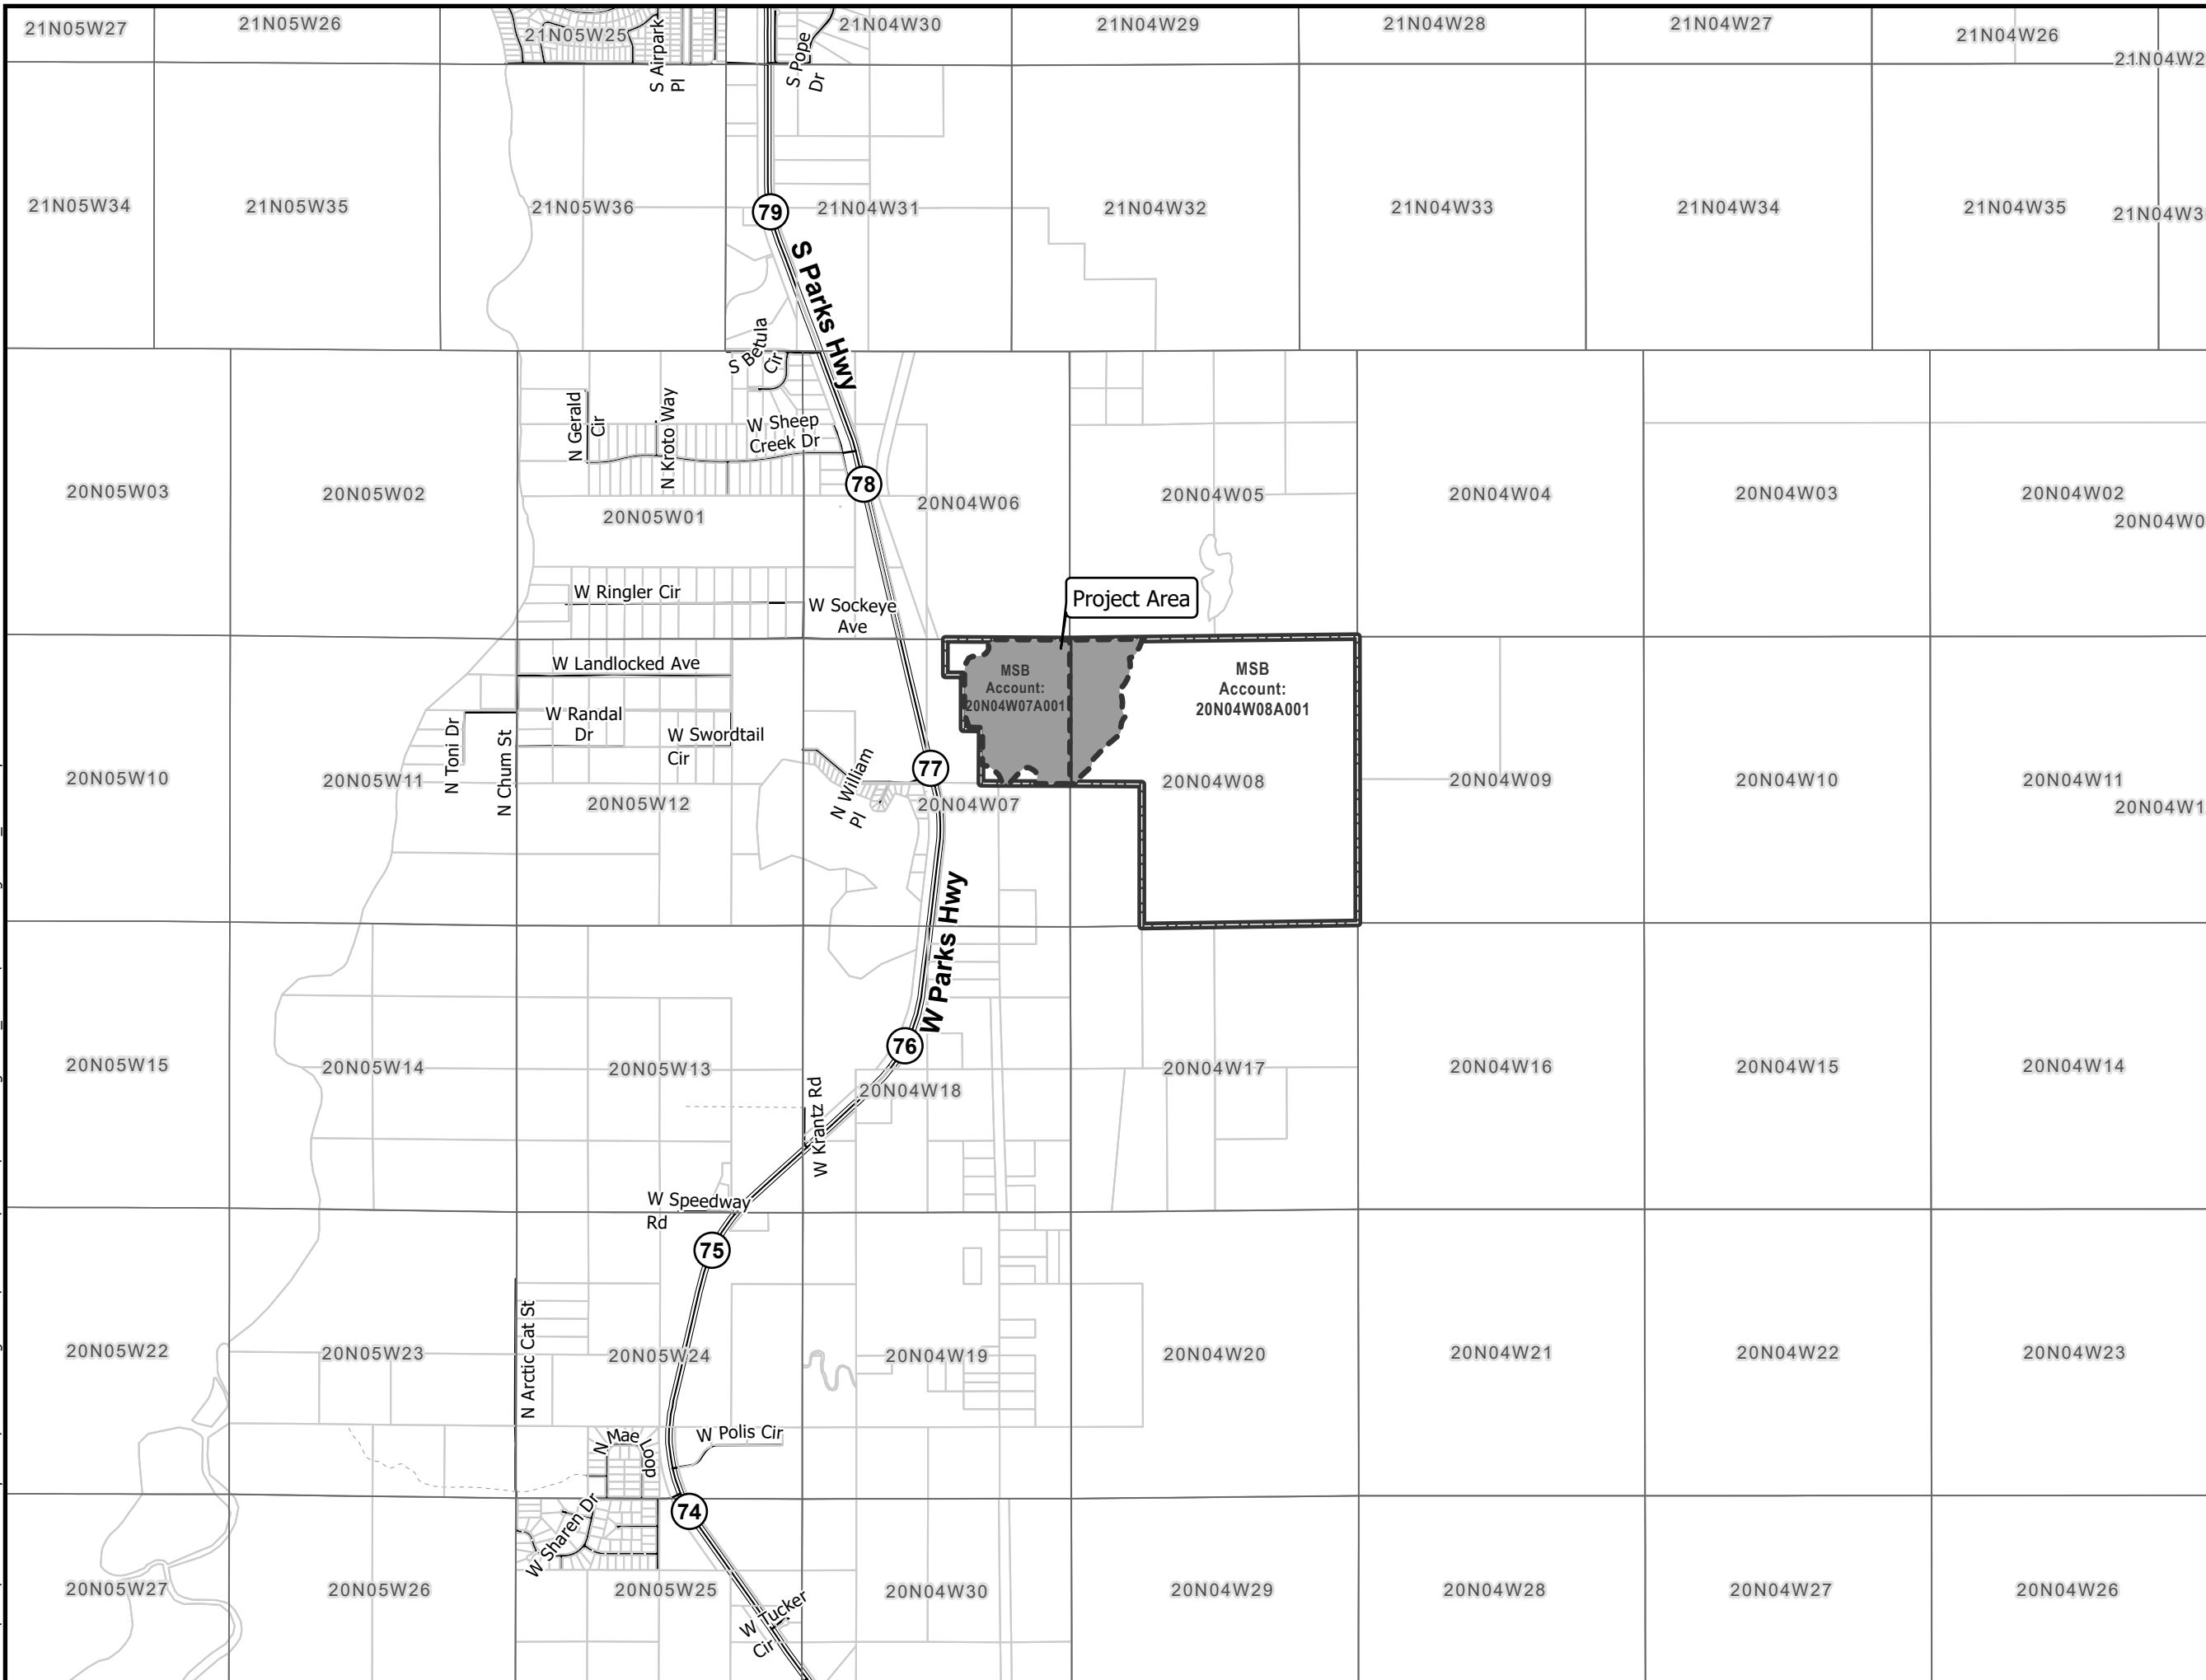 21N05W27
21N05W26
21N05W25
21N04W30
21N04W29
21N04W28
21N04W27
21N04W26
21N04W2
S Airpark
Pl
S Pope
Dr
21N05W34
21N05W35
21N05W36
79
21N04W31
21N04W32
21N04W33
21N04W34
21N04W35
21N04W3
S Parks Hwy
S Betula
Cir
N Gerald
Cir
N Kroto Way
W Sheep
Creek Dr
78
20N05W03
20N05W02
20N05W01
20N04W06
20N04W05
20N04W04
20N04W03
20N04W02
20N04W0
W Ringler Cir
W Sockeye
Ave
Project Area
W Landlocked Ave
W Randal
Dr
W Swordtail
Cir
N Toni Dr
N Chum St
N William
Pl
MSB
Account:
20N04W07A001
MSB
Account:
20N04W08A001
77
20N05W10
20N05W11
20N05W12
20N04W07
20N04W08
20N04W09
20N04W10
20N04W11
20N04W1
W Parks Hwy
76
20N05W15
20N05W14
20N05W13
20N04W18
20N04W17
20N04W16
20N04W15
20N04W14
W Krantz Rd
W Speedway
Rd
75
20N05W22
20N05W23
N Arctic Cat St
20N05W24
20N04W19
20N04W20
20N04W21
20N04W22
20N04W23
N Mae
Loop
W Polis Cir
74
W Sharen Dr
20N05W27
20N05W26
20N05W25
20N04W30
20N04W29
20N04W28
20N04W27
20N04W26
W Tucker
Cir